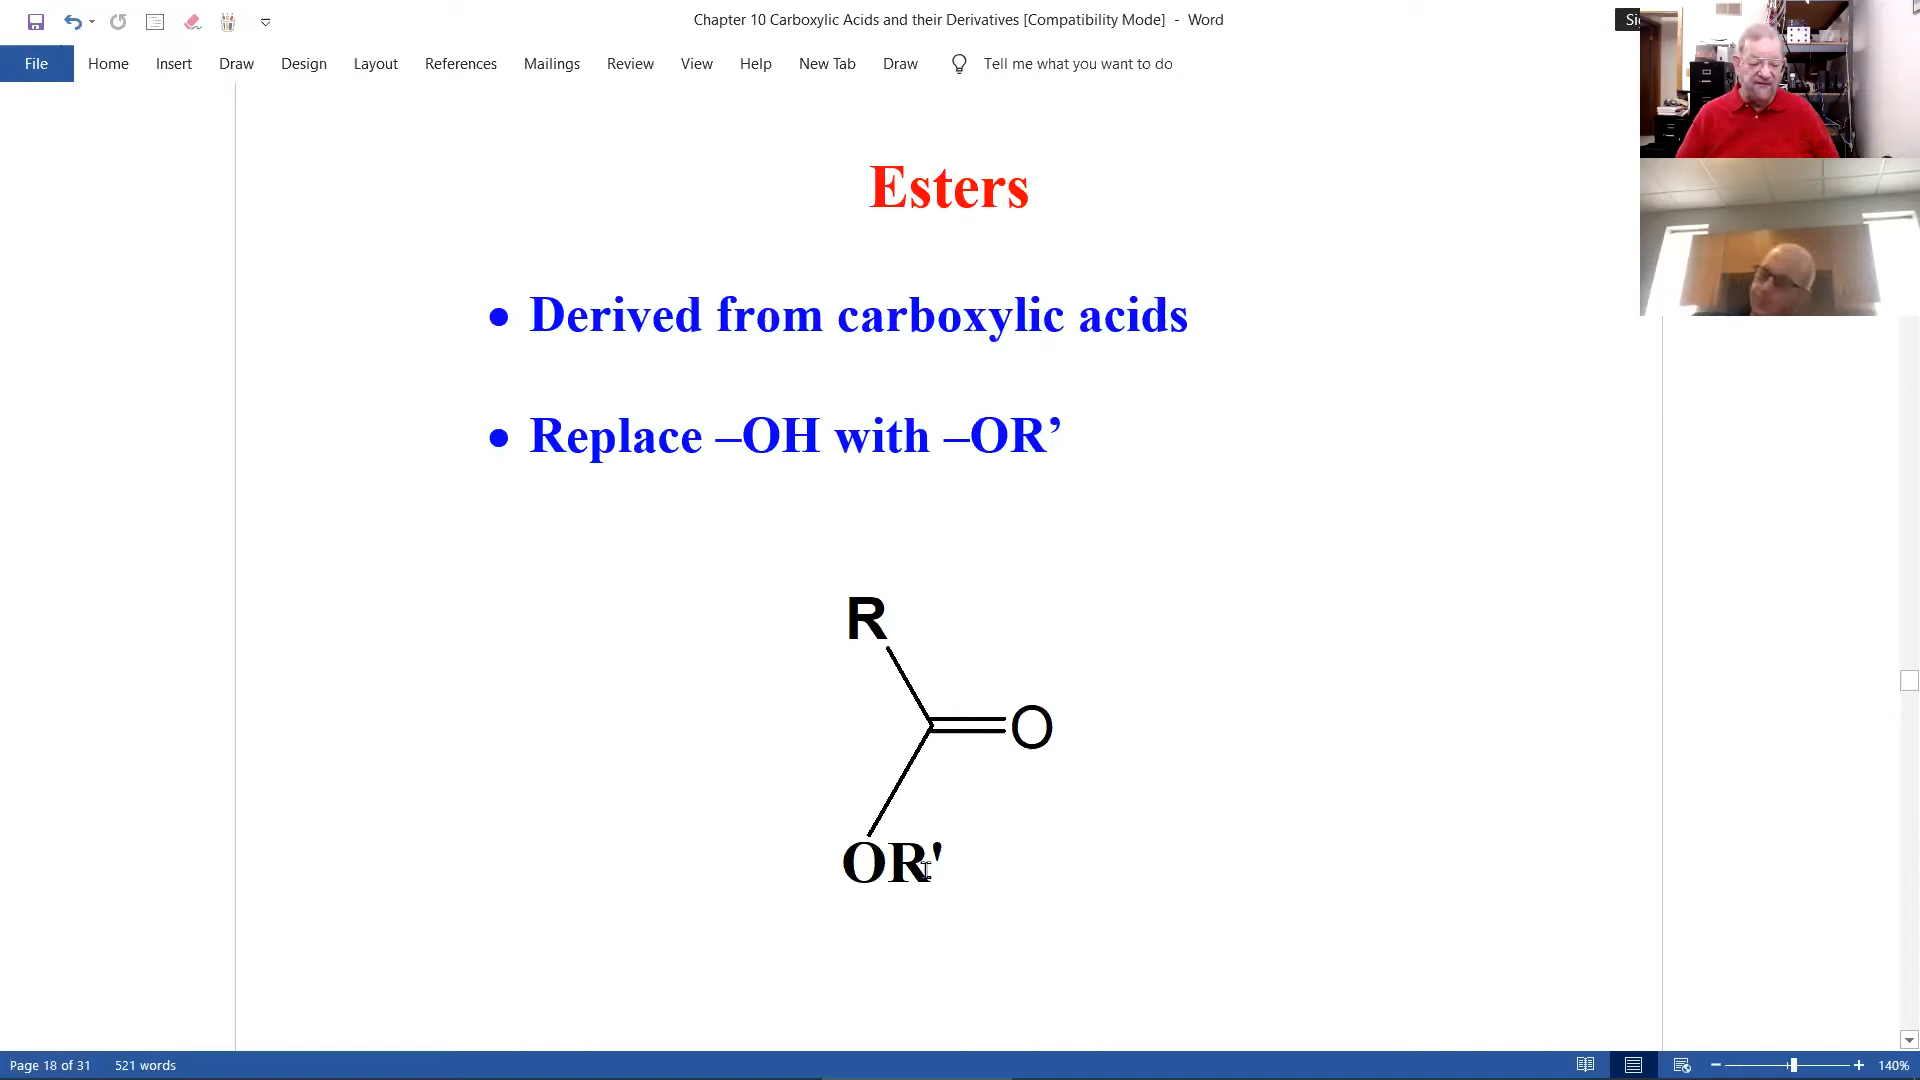 Chapter 10 Carboxylic Acids and their Derivatives [Compatibility Mode] - Word
File Home Insert Draw Design Layout References Mailings Review View Help New Tab Draw Tell me what you want to do
Esters
• Derived from carboxylic acids
• Replace –OH with –OR’
R
O
OR'
Page 18 of 31 521 words 140%